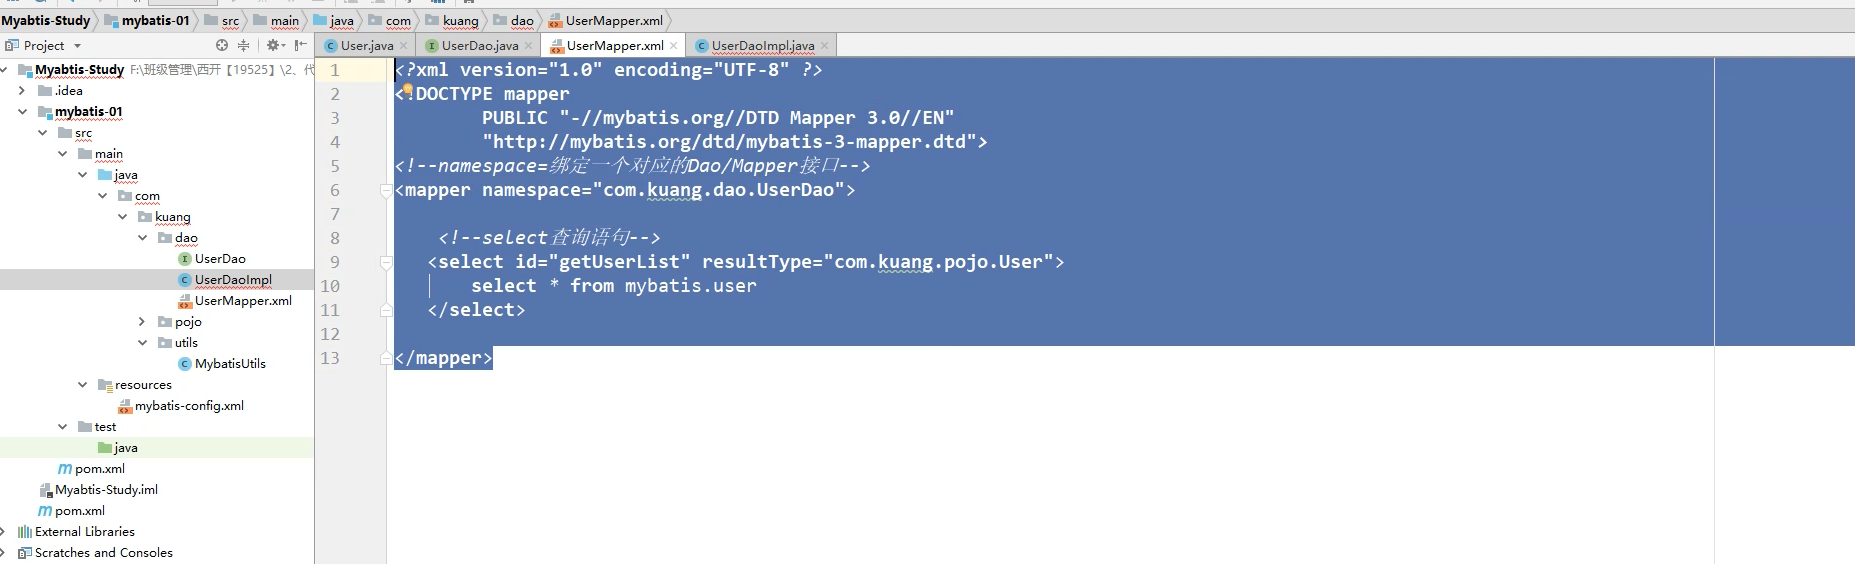 Myabtis-Study mybatis-01 src main java com kuang dao UserMapper.xml
Project
User.java UserDao.java UserMapper.xml UserDaoImpl.java
Myabtis-Study F:\班级管理\西开【19525】\2、代
.idea
mybatis-01
src
main
java
com
kuang
dao
UserDao
UserDaoImpl
UserMapper.xml
pojo
utils
MybatisUtils
resources
mybatis-config.xml
test
java
pom.xml
Myabtis-Study.iml
pom.xml
External Libraries
Scratches and Consoles
1 <?xml version="1.0" encoding="UTF-8" ?>
2 <!DOCTYPE mapper
3 PUBLIC "-//mybatis.org//DTD Mapper 3.0//EN"
4 "http://mybatis.org/dtd/mybatis-3-mapper.dtd">
5 <!--namespace=绑定一个对应的Dao/Mapper接口-->
6 <mapper namespace="com.kuang.dao.UserDao">
7
8 <!--select查询语句-->
9 <select id="getUserList" resultType="com.kuang.pojo.User">
10 select * from mybatis.user
11 </select>
12
13 </mapper>